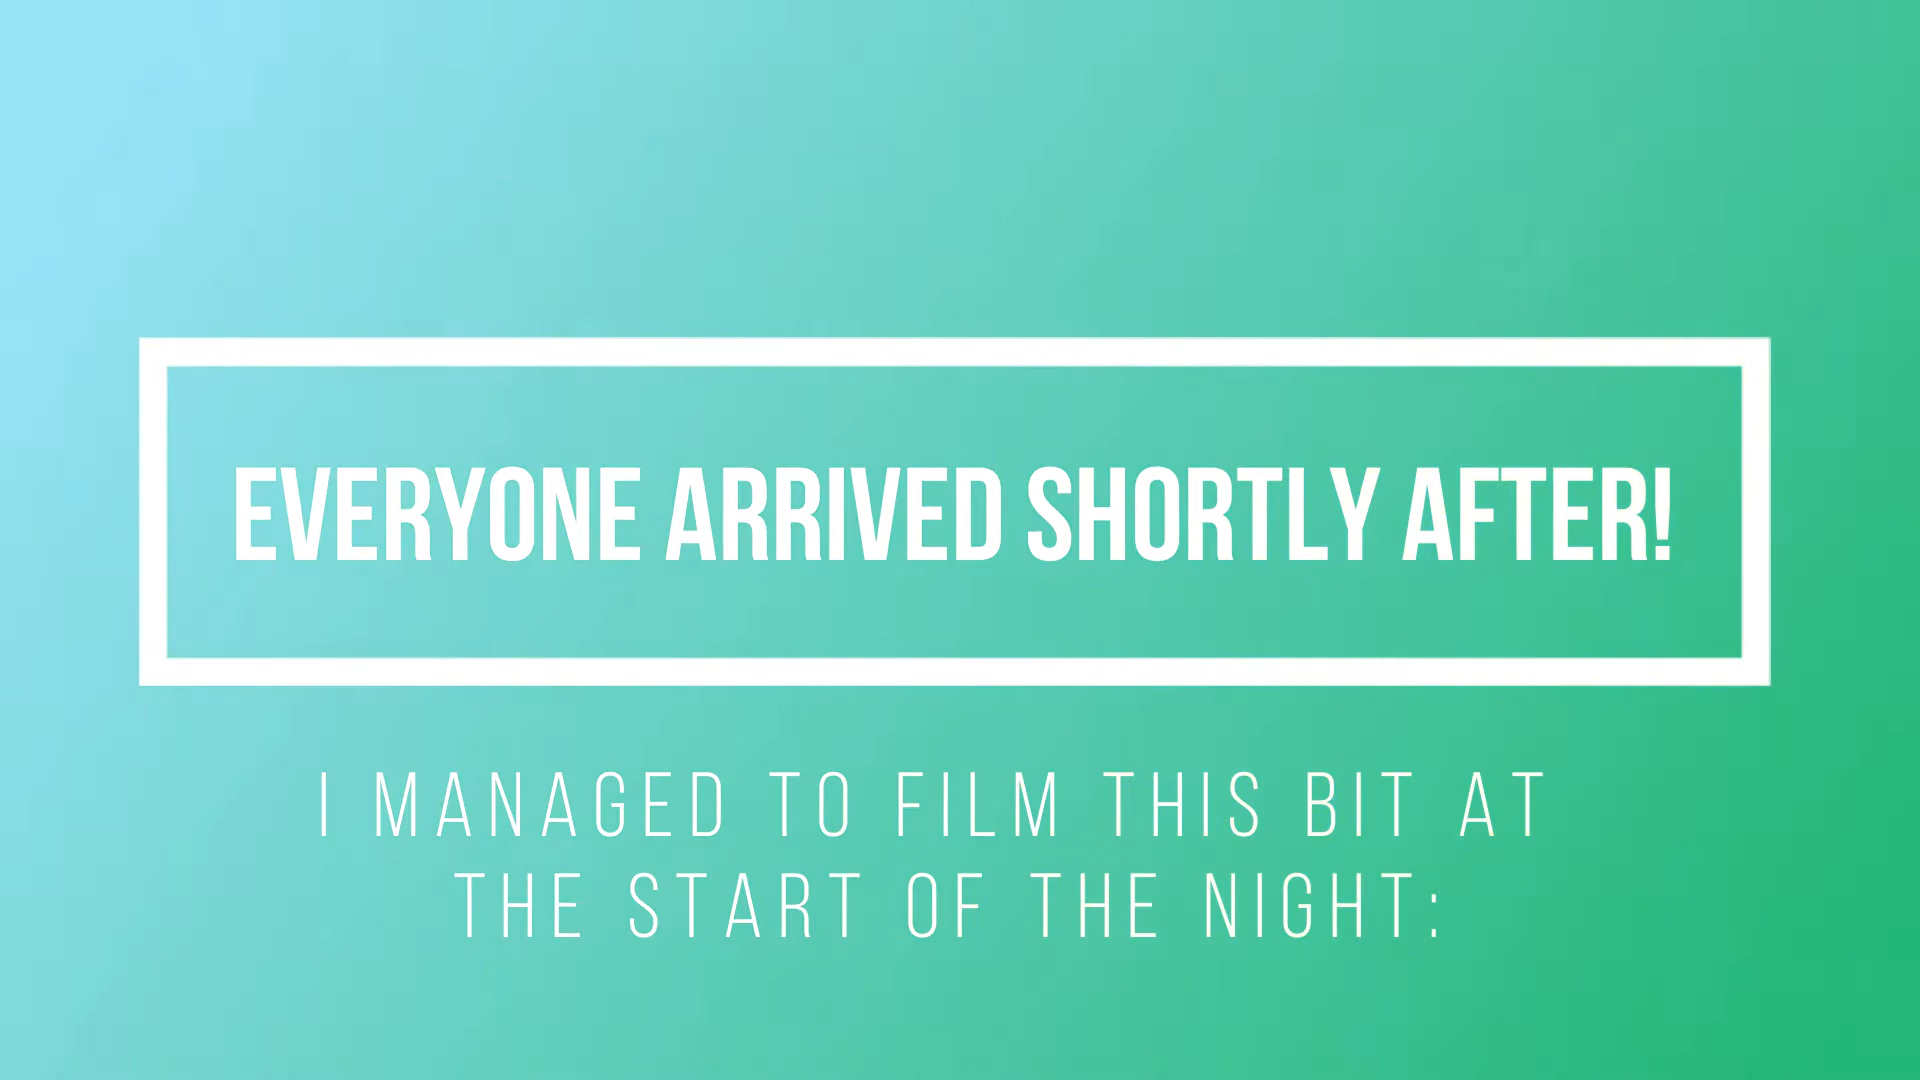 EVERYONE ARRIVED SHORTLY AFTER!
I MANAGED TO FILM THIS BIT AT
THE START OF THE NIGHT: